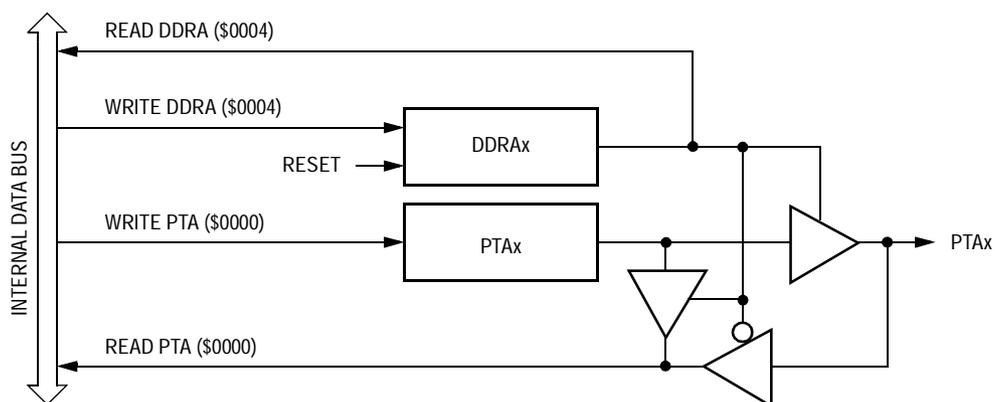 READ DDRA ($0004)
WRITE DDRA ($0004)
DDRAx
RESET
INTERNAL DATA BUS
WRITE PTA ($0000)
PTAx
PTAx
READ PTA ($0000)